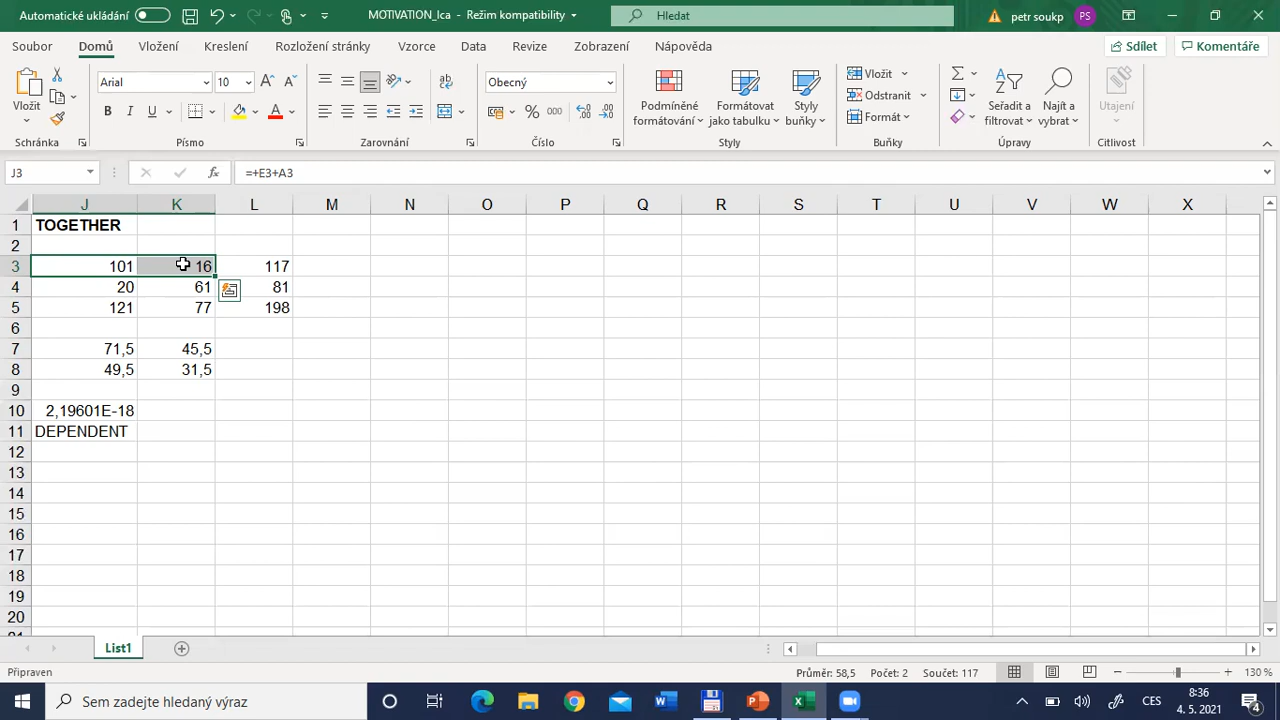 Automatické ukládání
MOTIVATION_lca - Režim kompatibility
Hledat
petr soukp
PS
Soubor Domů Vložení Kreslení Rozložení stránky Vzorce Data Revize Zobrazení Nápověda
Sdílet
Komentáře
Vložit
Schránka
Arial
10
B I U
Písmo
Zarovnání
Obecný
Číslo
Podmíněné formátování
Formátovat jako tabulku
Styly buňky
Styly
Vložit
Odstranit
Formát
Buňky
Seřadit a filtrovat
Najít a vybrat
Úpravy
Utajení
Citlivost
J3
fx
=+E3+A3
J K L M N O P Q R S T U V W X
1 TOGETHER
2
3 101 16 117
4 20 61 81
5 121 77 198
6
7 71,5 45,5
8 49,5 31,5
9
10 2,19601E-18
11 DEPENDENT
12
13
14
15
16
17
18
19
20
List1
Připraven
Průměr: 58,5 Počet: 2 Součet: 117
130 %
Sem zadejte hledaný výraz
CES
8:36
4. 5. 2021
4